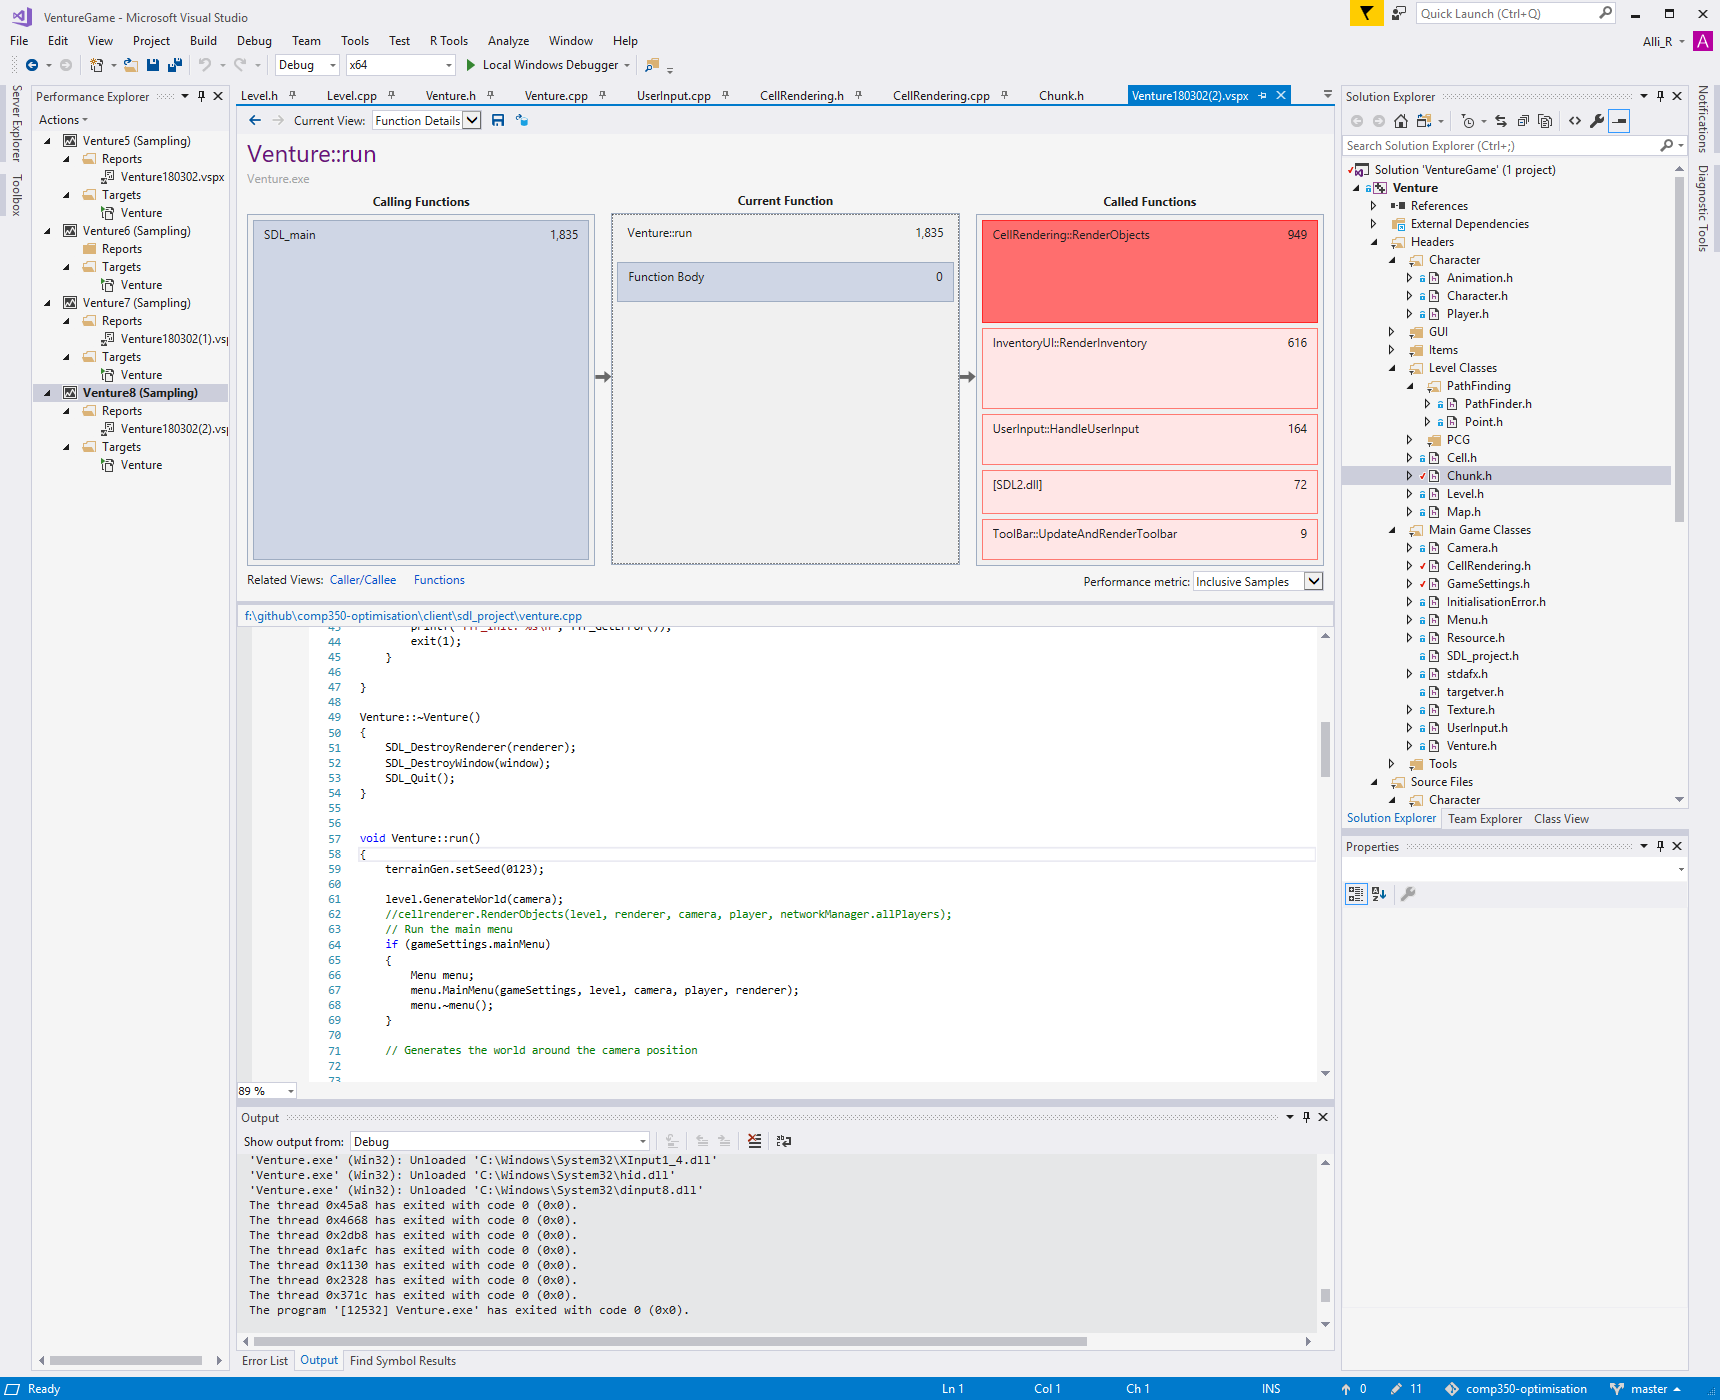 VentureGame - Microsoft Visual Studio
Quick Launch (Ctrl+Q)
File Edit View Project Build Debug Team Tools Test R Tools Analyze Window Help
Alli_R A
Debug x64 Local Windows Debugger
Server Explorer
Toolbox
Performance Explorer
Actions
Venture5 (Sampling)
Reports
Venture180302.vspx
Targets
Venture
Venture6 (Sampling)
Reports
Targets
Venture
Venture7 (Sampling)
Reports
Venture180302(1).vsp
Targets
Venture
Venture8 (Sampling)
Reports
Venture180302(2).vsp
Targets
Venture
Level.h Level.cpp Venture.h Venture.cpp UserInput.cpp CellRendering.h CellRendering.cpp Chunk.h Venture180302(2).vspx
Current View: Function Details
Venture::run
Venture.exe
Calling Functions Current Function Called Functions
SDL_main 1,835
Venture::run 1,835
Function Body 0
CellRendering::RenderObjects 949
InventoryUI::RenderInventory 616
UserInput::HandleUserInput 164
[SDL2.dll] 72
ToolBar::UpdateAndRenderToolbar 9
Related Views: Caller/Callee Functions
Performance metric: Inclusive Samples
f:\github\comp350-optimisation\client\sdl_project\venture.cpp
43 printf("TTF_Init: %s\n", TTF_GetError());
44 exit(1);
45 }
46
47 }
48
49 Venture::~Venture()
50 {
51 SDL_DestroyRenderer(renderer);
52 SDL_DestroyWindow(window);
53 SDL_Quit();
54 }
55
56
57 void Venture::run()
58 {
59 terrainGen.setSeed(0123);
60
61 level.GenerateWorld(camera);
62 //cellrenderer.RenderObjects(level, renderer, camera, player, networkManager.allPlayers);
63 // Run the main menu
64 if (gameSettings.mainMenu)
65 {
66 Menu menu;
67 menu.MainMenu(gameSettings, level, camera, player, renderer);
68 menu.~menu();
69 }
70
71 // Generates the world around the camera position
72
73
89 %
Output
Show output from: Debug
'Venture.exe' (Win32): Unloaded 'C:\Windows\System32\XInput1_4.dll'
'Venture.exe' (Win32): Unloaded 'C:\Windows\System32\hid.dll'
'Venture.exe' (Win32): Unloaded 'C:\Windows\System32\dinput8.dll'
The thread 0x45a8 has exited with code 0 (0x0).
The thread 0x4668 has exited with code 0 (0x0).
The thread 0x2db8 has exited with code 0 (0x0).
The thread 0x1afc has exited with code 0 (0x0).
The thread 0x1130 has exited with code 0 (0x0).
The thread 0x2328 has exited with code 0 (0x0).
The thread 0x371c has exited with code 0 (0x0).
The program '[12532] Venture.exe' has exited with code 0 (0x0).
Error List Output Find Symbol Results
Solution Explorer
Search Solution Explorer (Ctrl+;)
Solution 'VentureGame' (1 project)
Venture
References
External Dependencies
Headers
Character
Animation.h
Character.h
Player.h
GUI
Items
Level Classes
PathFinding
PathFinder.h
Point.h
PCG
Cell.h
Chunk.h
Level.h
Map.h
Main Game Classes
Camera.h
CellRendering.h
GameSettings.h
InitialisationError.h
Menu.h
Resource.h
SDL_project.h
stdafx.h
targetver.h
Texture.h
UserInput.h
Venture.h
Tools
Source Files
Character
Solution Explorer Team Explorer Class View
Properties
Notifications
Diagnostic Tools
Ready Ln 1 Col 1 Ch 1 INS 0 11 comp350-optimisation master